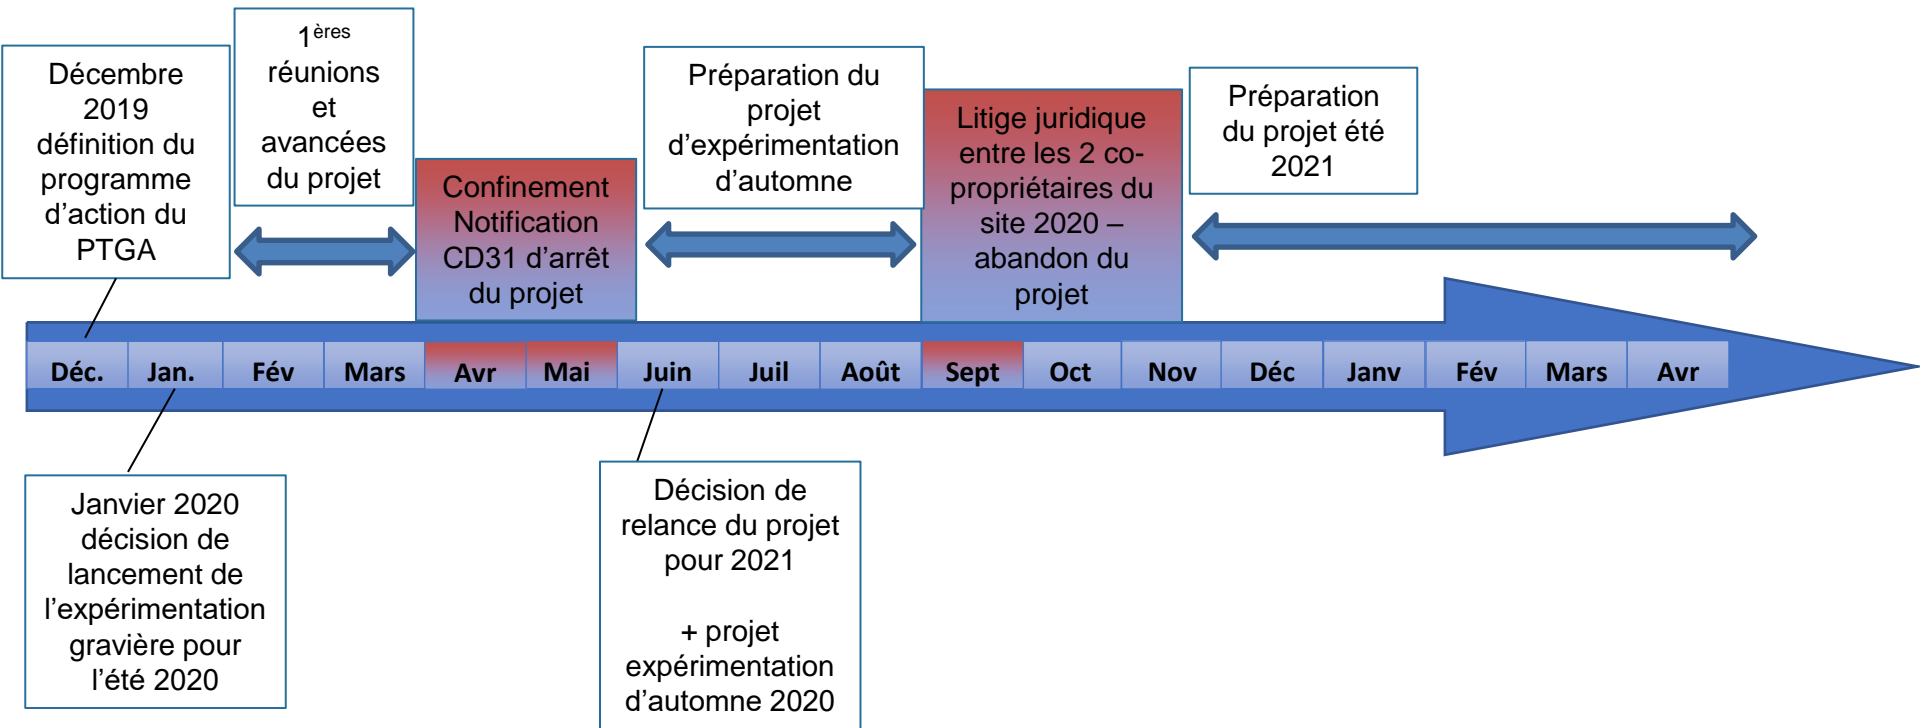 Décembre
2019
définition du
programme
d’action du
PTGA
1ères
réunions
et
avancées
du projet
Confinement
Notification
CD31 d’arrêt
du projet
Préparation du
projet
d’expérimentation
d’automne
Litige juridique
entre les 2 co-
propriétaires du
site 2020 –
abandon du
projet
Préparation
du projet été
2021
Déc. Jan. Fév Mars Avr Mai Juin Juil Août Sept Oct Nov Déc Janv Fév Mars Avr
Janvier 2020
décision de
lancement de
l’expérimentation
gravière pour
l’été 2020
Décision de
relance du projet
pour 2021
+ projet
expérimentation
d’automne 2020